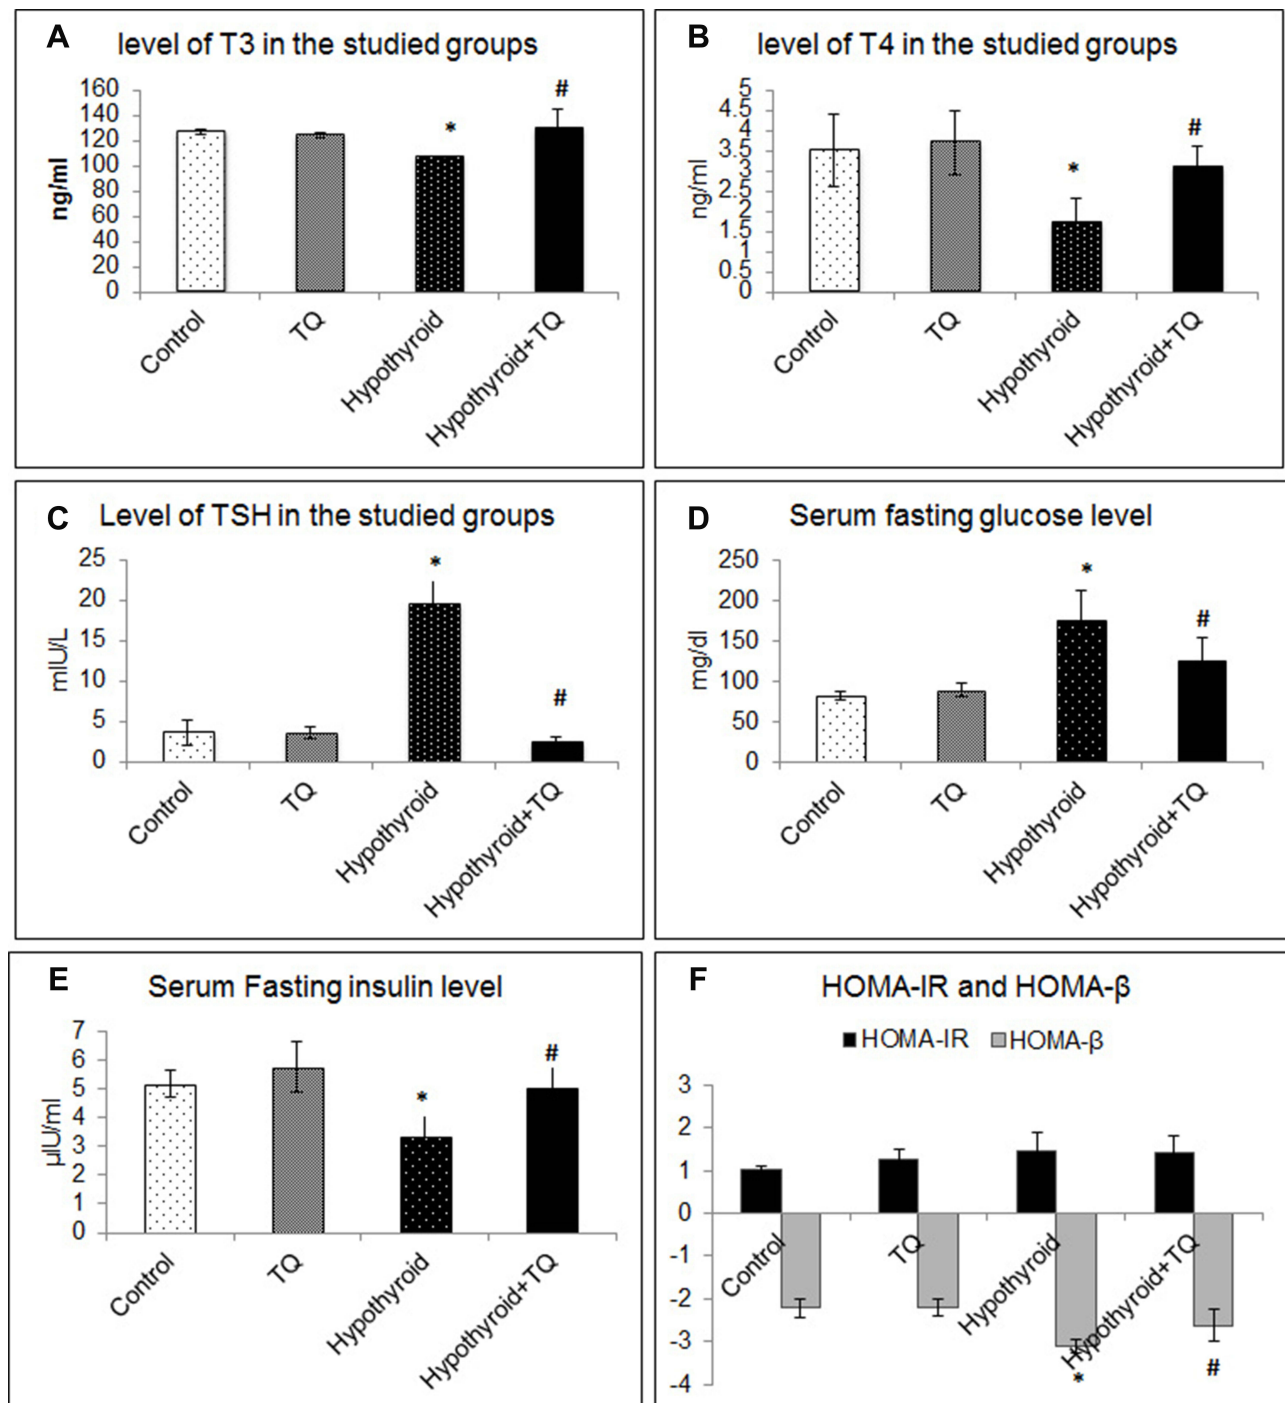 A level of T3 in the studied groups
160
140
120
100
80
60
40
20
0
ng/ml
*
#
Control
TQ
Hypothyroid
Hypothyroid+TQ
B level of T4 in the studied groups
5
4.5
4
3.5
3
2.5
2
1.5
1
0.5
0
ng/ml
*
#
Control
TQ
Hypothyroid
Hypothyroid+TQ
C Level of TSH in the studied groups
25
20
15
10
5
0
mIU/L
*
#
Control
TQ
Hypothyroid
Hypothyroid+TQ
D Serum fasting glucose level
250
200
150
100
50
0
mg/dl
*
#
Control
TQ
Hypothyroid
Hypothyroid+TQ
E Serum Fasting insulin level
7
6
5
4
3
2
1
0
µIU/ml
*
#
Control
TQ
Hypothyroid
Hypothyroid+TQ
F HOMA-IR and HOMA-β
HOMA-IR HOMA-β
3
2
1
0
-1
-2
-3
-4
Control
TQ
Hypothyroid
Hypothyroid+TQ
*
#